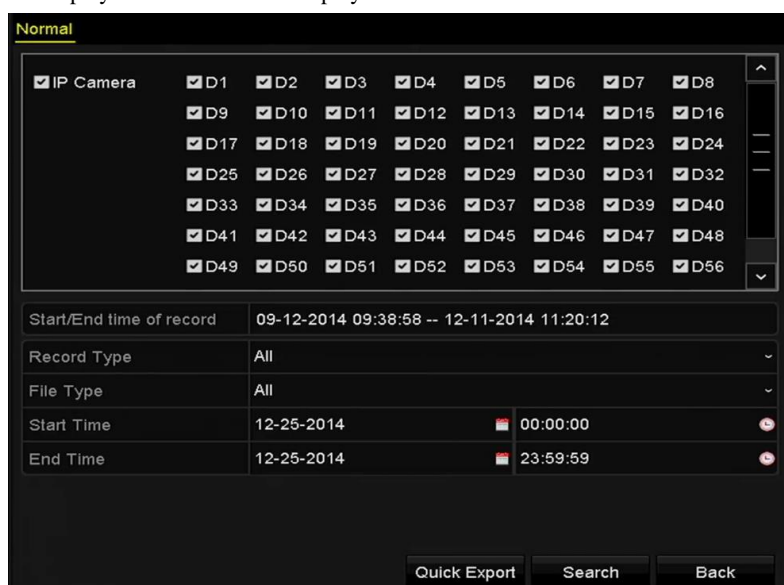 Normal
IP Camera D1 D2 D3 D4 D5 D6 D7 D8
D9 D10 D11 D12 D13 D14 D15 D16
D17 D18 D19 D20 D21 D22 D23 D24
D25 D26 D27 D28 D29 D30 D31 D32
D33 D34 D35 D36 D37 D38 D39 D40
D41 D42 D43 D44 D45 D46 D47 D48
D49 D50 D51 D52 D53 D54 D55 D56
Start/End time of record 09-12-2014 09:38:58 -- 12-11-2014 11:20:12
Record Type All
File Type All
Start Time 12-25-2014 00:00:00
End Time 12-25-2014 23:59:59
Quick Export Search Back